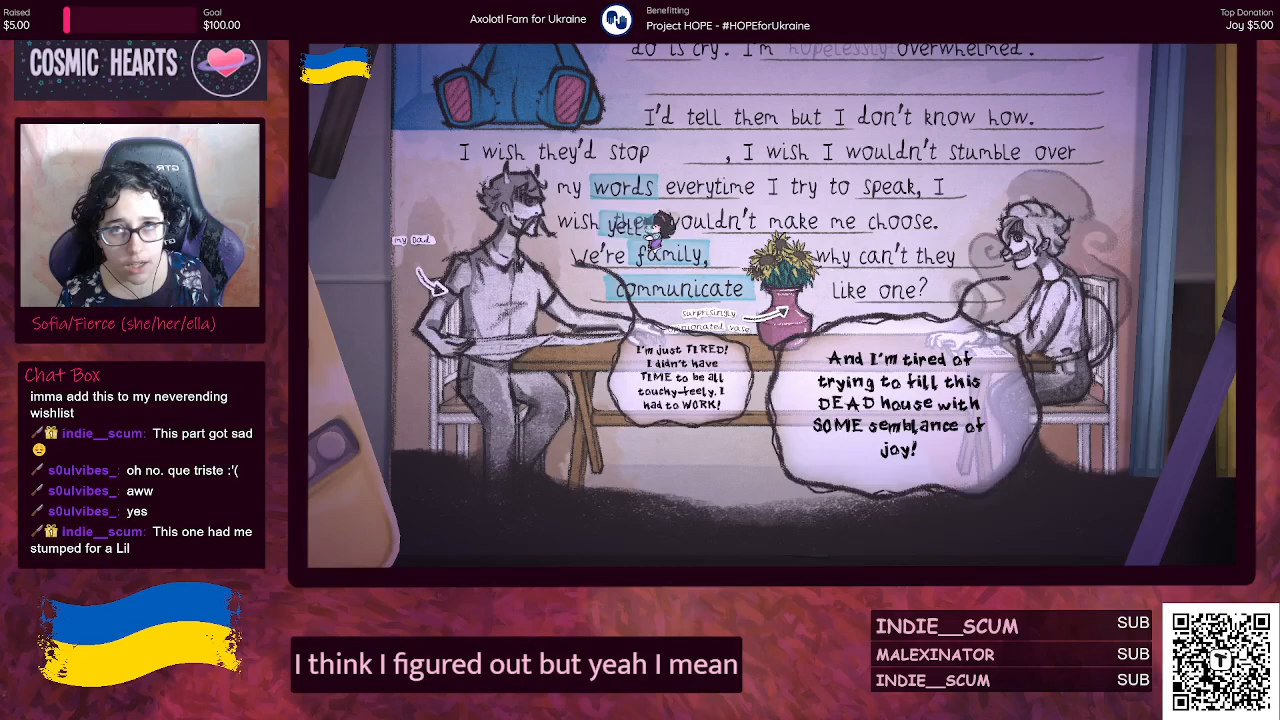 Raised
$5.00
Goal
$100.00
Axolotl Fam for Ukraine
Benefitting
Project HOPE - #HOPEforUkraine
Top Donation
Joy $5.00
COSMIC HEARTS
Sofia/Fierce (she/her/ella)
Chat Box
imma add this to my neverending
wishlist
indie__scum: This part got sad
😔
s0ulvibes_: oh no. que triste :'(
s0ulvibes_: aww
s0ulvibes_: yes
indie__scum: This one had me
stumped for a Lil
do is cry. I'm hopelessly overwhelmed.
I'd tell them but I don't know how.
I wish they'd stop , I wish I wouldn't stumble over
my words everytime I try to speak, I
wish they wouldn't make me choose.
yell
We're family, why can't they
communicate like one?
my Dad
surprisingly
vase
I'm just TIRED!
I didn't have
TIME to be all
touchy-feely, I
had to WORK!
And I'm tired of
trying to fill this
DEAD house with
SOME semblance of
joy!
I think I figured out but yeah I mean
INDIE__SCUM SUB
MALEXINATOR SUB
INDIE__SCUM SUB
T